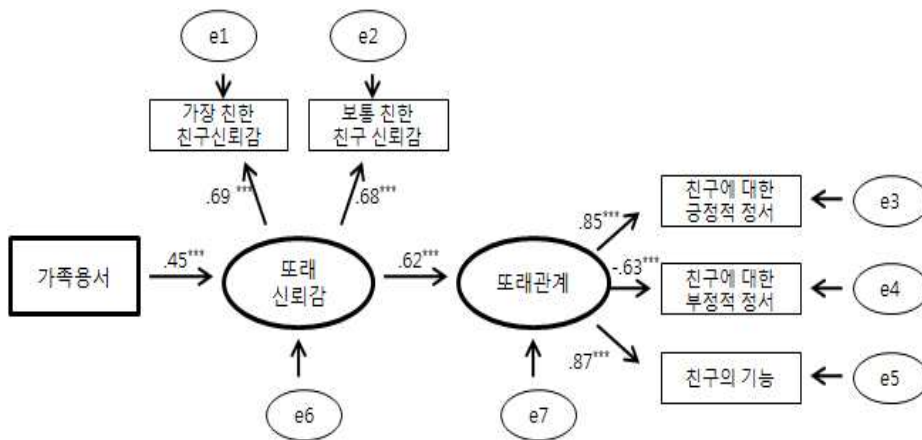 e1
e2
가장 친한
친구신뢰감
보통 친한
친구 신뢰감
.69 ***
.68***
친구에 대한
긍정적 정서
e3
.85***
가족용서
.45***
또래
신뢰감
.62***
또래관계
-.63***
친구에 대한
부정적 정서
e4
.87***
친구의 기능
e5
e6
e7